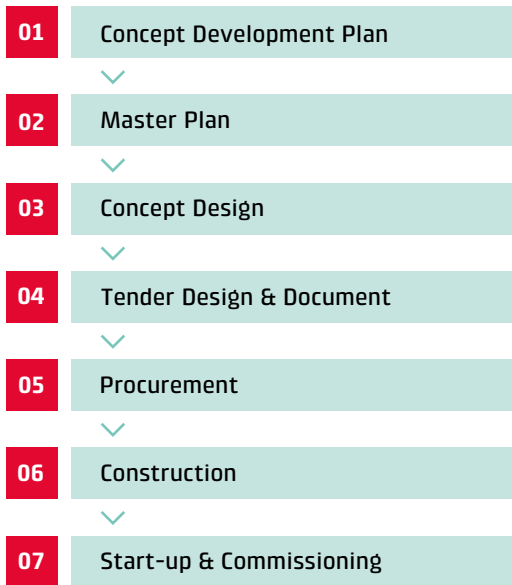 01 Concept Development Plan
02 Master Plan
03 Concept Design
04 Tender Design & Document
05 Procurement
06 Construction
07 Start-up & Commissioning